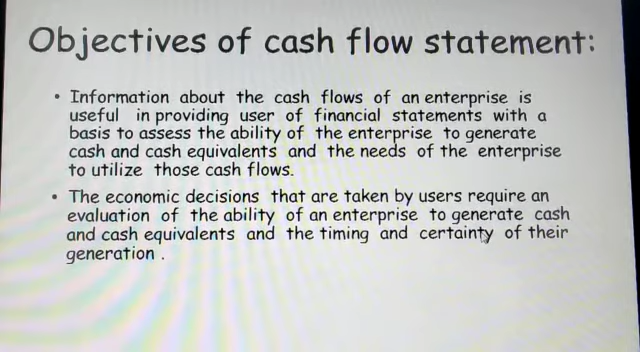 Objectives of cash flow statement:
• Information about the cash flows of an enterprise is
useful in providing user of financial statements with a
basis to assess the ability of the enterprise to generate
cash and cash equivalents and the needs of the enterprise
to utilize those cash flows.
• The economic decisions that are taken by users require an
evaluation of the ability of an enterprise to generate cash
and cash equivalents and the timing and certainty of their
generation .